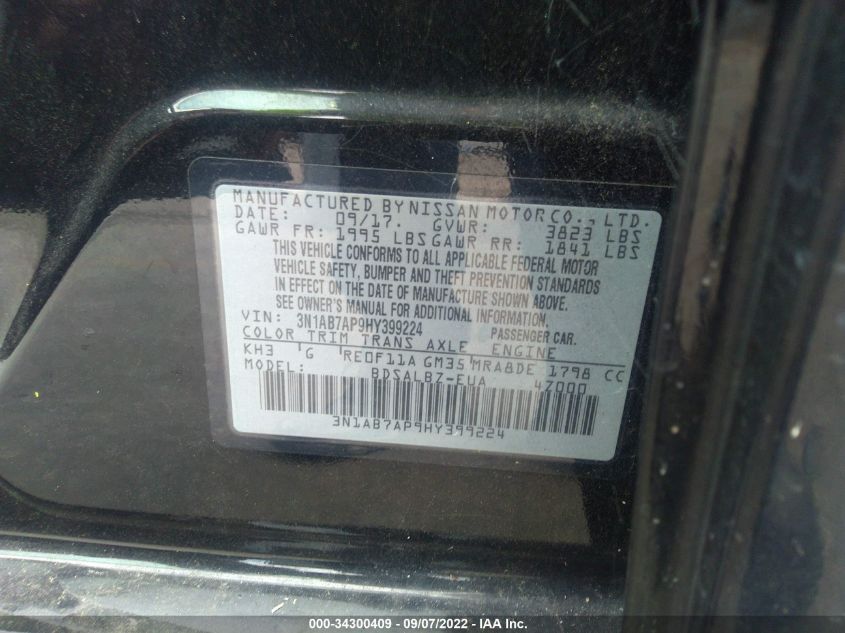 MANUFACTURED BY NISSAN MOTOR CO., LTD.
DATE: 09/17. GVWR: 3823 LBS
GAWR FR: 1995 LBS GAWR RR: 1841 LBS
THIS VEHICLE CONFORMS TO ALL APPLICABLE FEDERAL MOTOR
VEHICLE SAFETY, BUMPER AND THEFT PREVENTION STANDARDS
IN EFFECT ON THE DATE OF MANUFACTURE SHOWN ABOVE.
SEE OWNER'S MANUAL FOR ADDITIONAL INFORMATION.
VIN: 3N1AB7AP9HY399224 PASSENGER CAR.
COLOR TRIM TRANS AXLE ENGINE
KH3 G RE0F11A GM35 MRA8DE 1798 CC
MODEL: BDSALBZ-EUA 4Z000
3N1AB7AP9HY399224
000-34300409 - 09/07/2022 - IAA Inc.